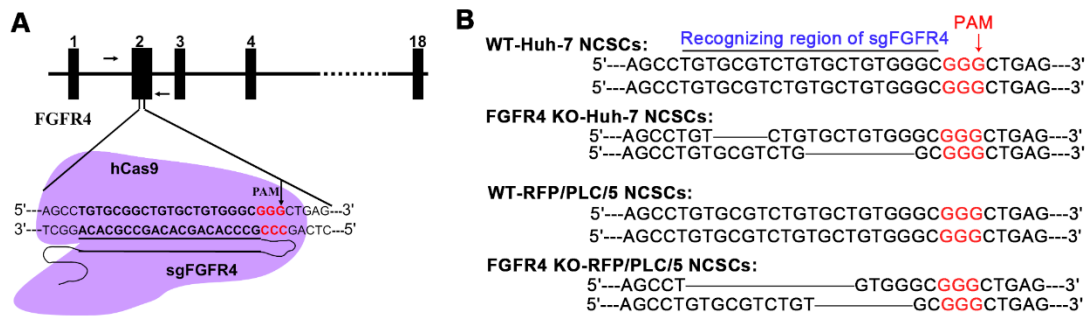 A
1 2 3 4 18
FGFR4
hCas9
PAM
5'---AGCCTGTGCGGCTGTGCTGTGGGCGGGCTGAG---3'
3'---TCGGACACGCCGACACGACACCCGCCCGACTC---5'
sgFGFR4
B
PAM
WT-Huh-7 NCSCs: Recognizing region of sgFGFR4
5'---AGCCTGTGCGTCTGTGCTGTGGGCGGGCTGAG---3'
5'---AGCCTGTGCGTCTGTGCTGTGGGCGGGCTGAG---3'
FGFR4 KO-Huh-7 NCSCs:
5'---AGCCTGT———CTGTGCTGTGGGCGGGCTGAG---3'
5'---AGCCTGTGCGTCTG——————GCGGGCTGAG---3'
WT-RFP/PLC/5 NCSCs:
5'---AGCCTGTGCGTCTGTGCTGTGGGCGGGCTGAG---3'
5'---AGCCTGTGCGTCTGTGCTGTGGGCGGGCTGAG---3'
FGFR4 KO-RFP/PLC/5 NCSCs:
5'---AGCCT——————————GTGGGCGGGCTGAG---3'
5'---AGCCTGTGCGTCTGT——————GCGGGCTGAG---3'